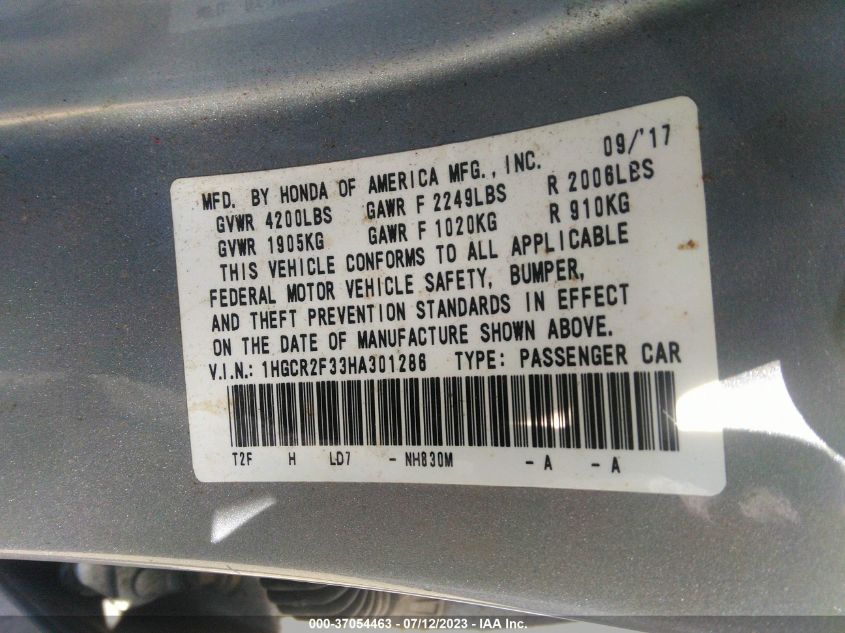 09/'17
MFD. BY HONDA OF AMERICA MFG., INC.
GVWR 4200LBS GAWR F 2249LBS R 2006LBS
GVWR 1905KG GAWR F 1020KG R 910KG
THIS VEHICLE CONFORMS TO ALL APPLICABLE
FEDERAL MOTOR VEHICLE SAFETY, BUMPER,
AND THEFT PREVENTION STANDARDS IN EFFECT
ON THE DATE OF MANUFACTURE SHOWN ABOVE.
V.I.N.: 1HGCR2F33HA301286 TYPE: PASSENGER CAR
T2F H LD7 - NH830M - A - A
000-37054463 - 07/12/2023 - IAA Inc.